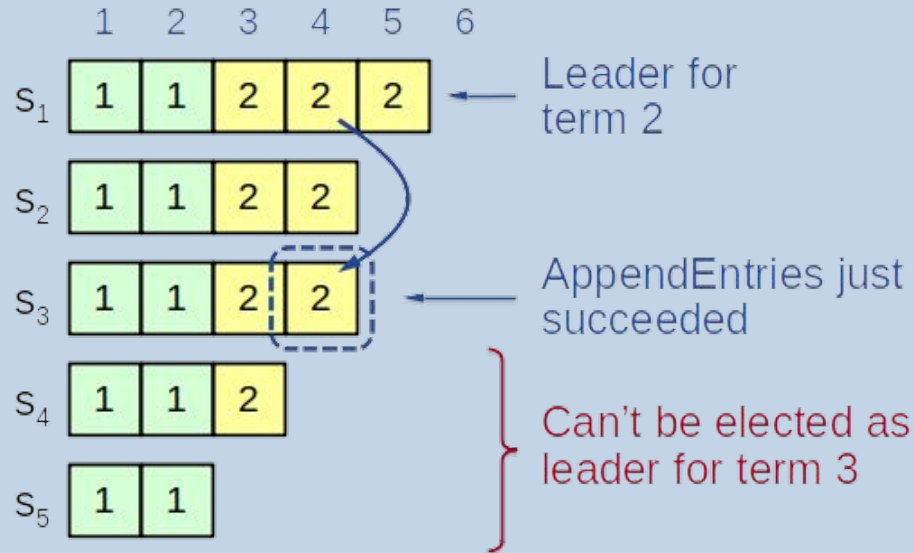 1 2 3 4 5 6
s1 1 1 2 2 2
Leader for
term 2
s2 1 1 2 2
s3 1 1 2 2
AppendEntries just
succeeded
s4 1 1 2
Can't be elected as
leader for term 3
s5 1 1